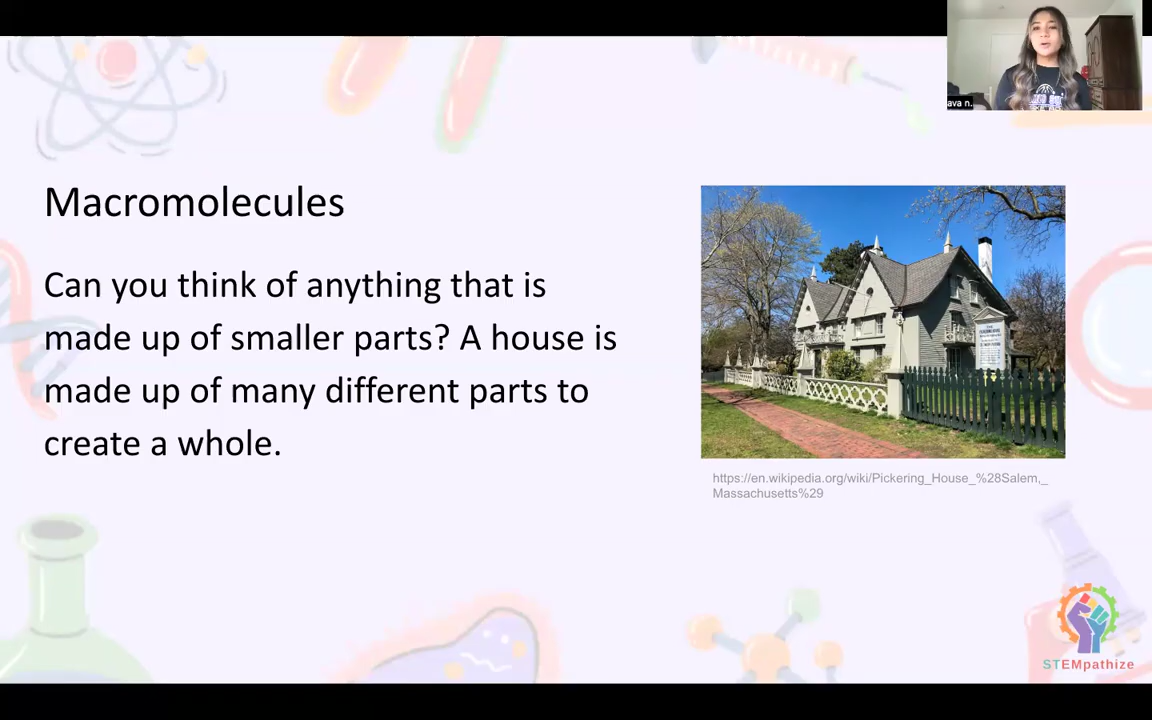 ava n.
Macromolecules
Can you think of anything that is
made up of smaller parts? A house is
made up of many different parts to
create a whole.
https://en.wikipedia.org/wiki/Pickering_House_%28Salem,_
Massachusetts%29
STEMpathize